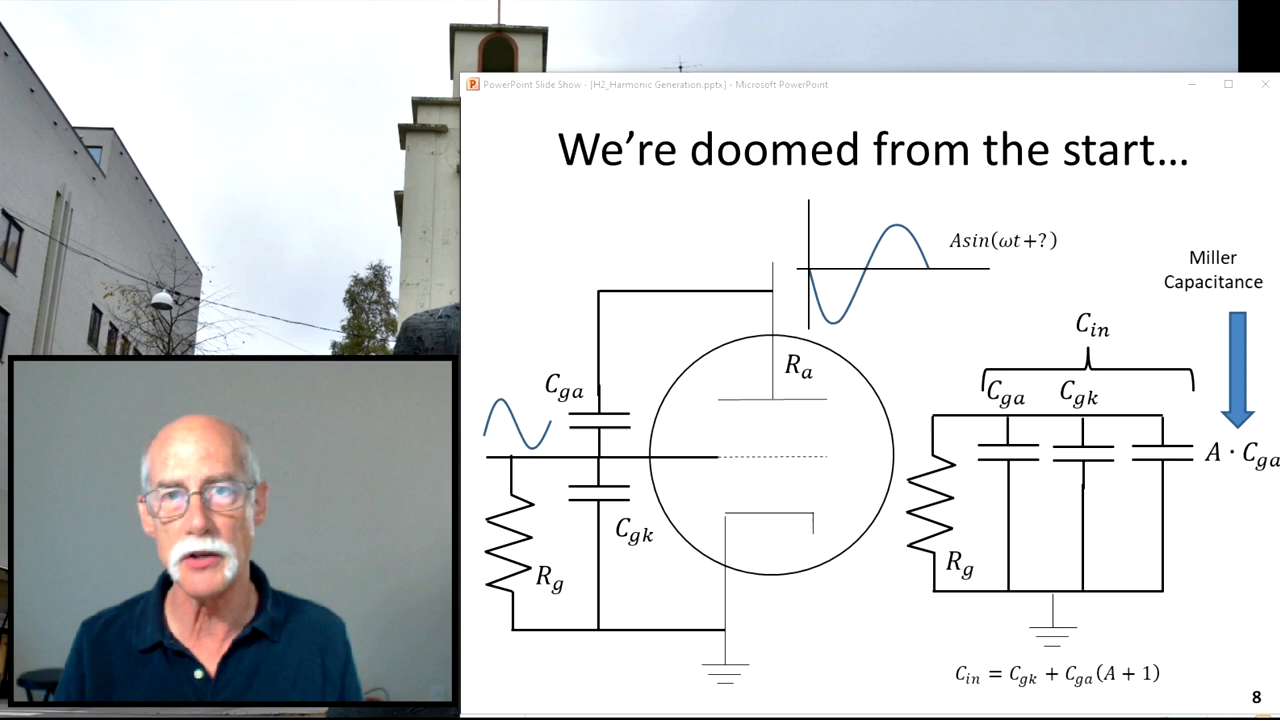 PowerPoint Slide Show - [H2_Harmonic Generation.pptx] - Microsoft PowerPoint
We're doomed from the start...
Asin(ωt+?)
Miller
Capacitance
C_in
R_a
C_ga
C_ga
C_gk
A · C_ga
C_gk
R_g
R_g
C_in = C_gk + C_ga(A + 1)
8